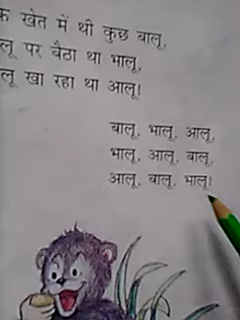 खेत में थी कुछ बालू,
पर बैठा था भालू,
खा रहा था आलू!
बालू, भालू, आलू,
भालू, आलू, बालू,
आलू, बालू, भालू!